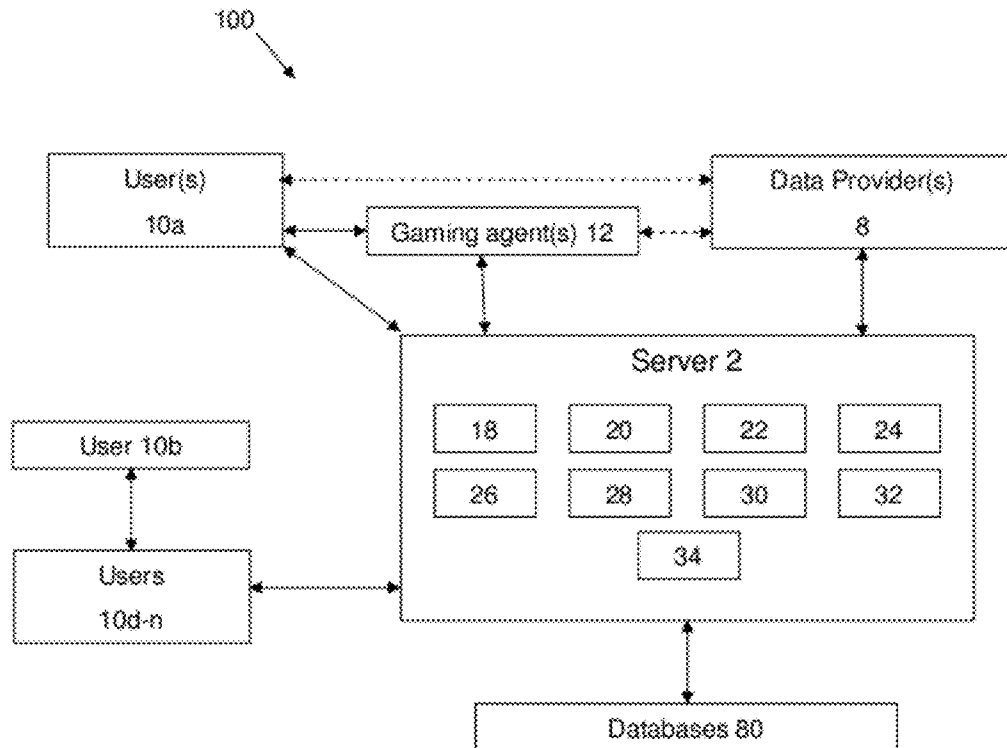 100
User(s)
10a
Data Provider(s)
8
Gaming agent(s) 12
Server 2
18
20
22
24
User 10b
26
28
30
32
34
Users
10d-n
Databases 80